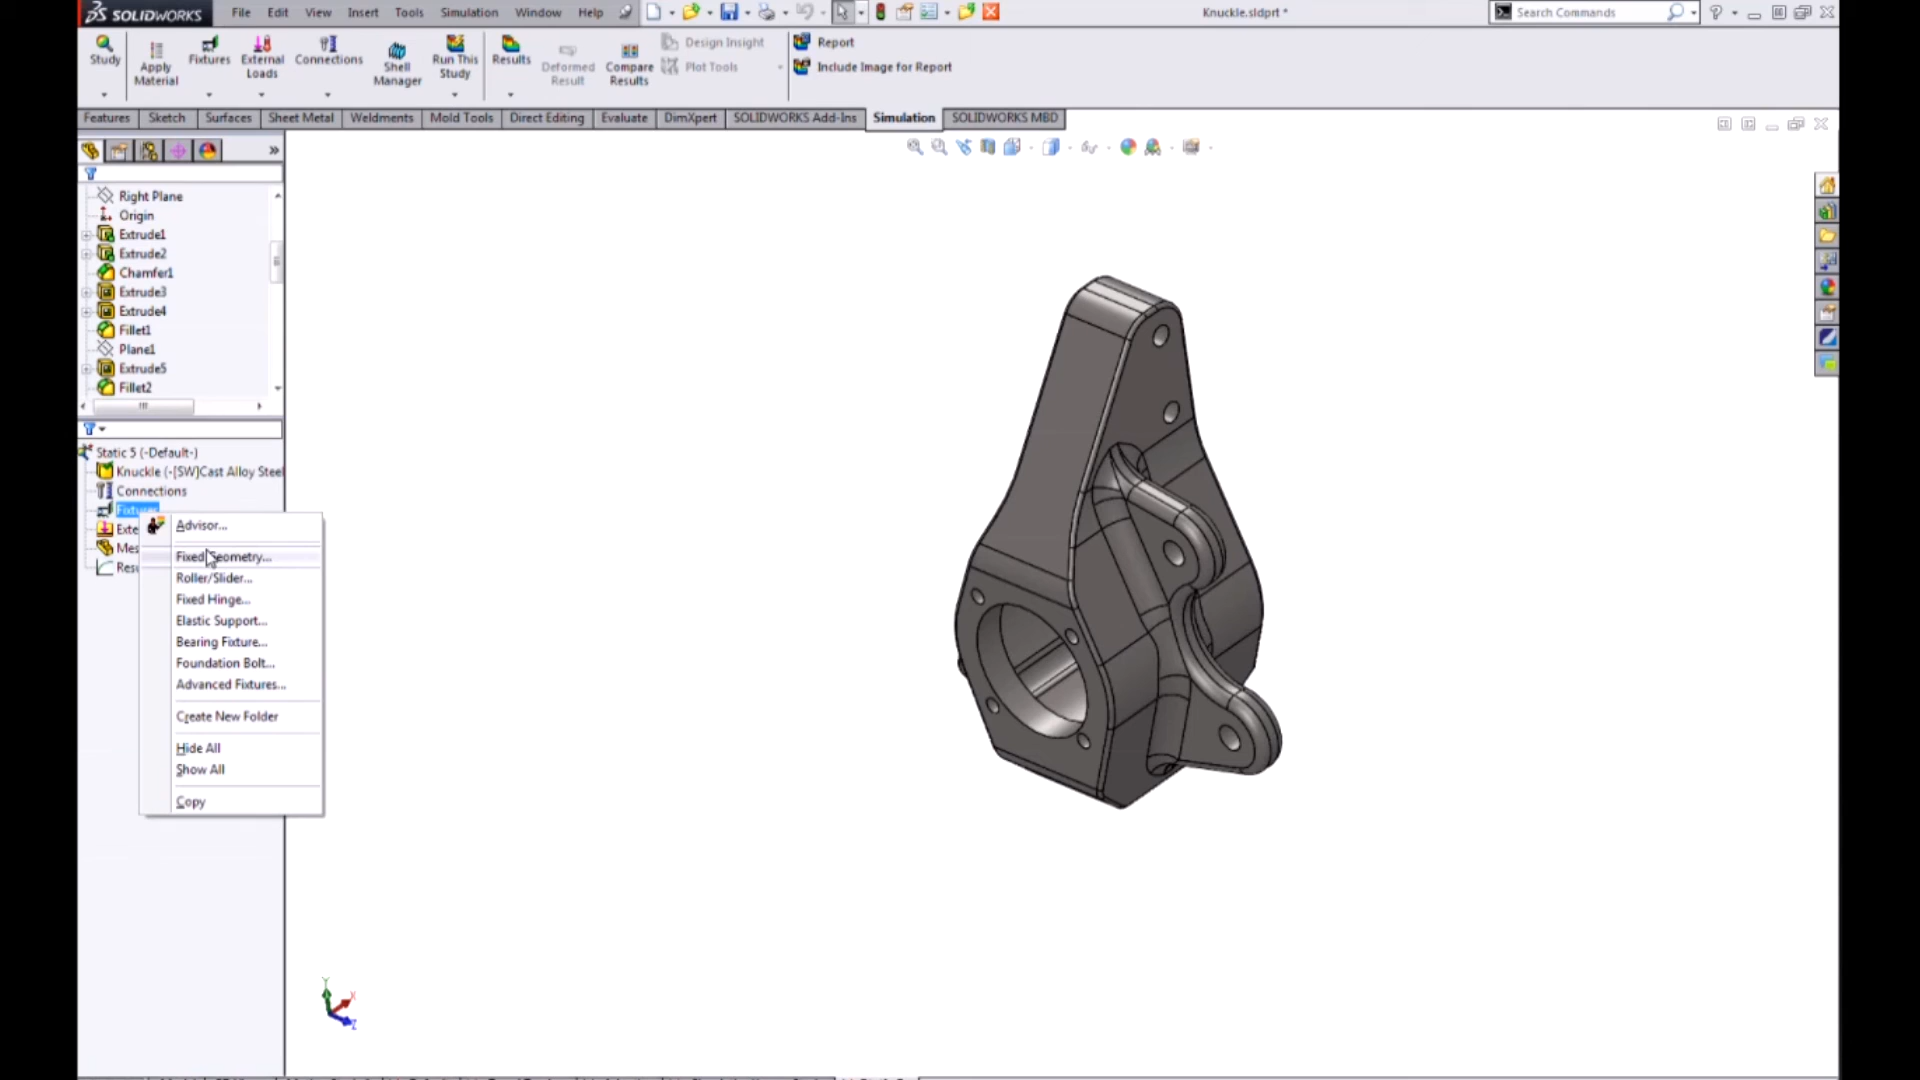 SOLIDWORKS File Edit View Insert Tools Simulation Window Help Knuckle.sldprt * Search Commands
Study
Apply Material
Fixtures
External Loads
Connections
Shell Manager
Run This Study
Results
Deformed Result
Compare Results
Design Insight
Plot Tools
Report
Include Image for Report
Features Sketch Surfaces Sheet Metal Weldments Mold Tools Direct Editing Evaluate DimXpert SOLIDWORKS Add-Ins Simulation SOLIDWORKS MBD
Right Plane
Origin
Extrude1
Extrude2
Chamfer1
Extrude3
Extrude4
Fillet1
Plane1
Extrude5
Fillet2
Static 5 (-Default-)
Knuckle (-[SW]Cast Alloy Steel
Connections
Fixtures
Exte
Mes
Resu
Advisor...
Fixed Geometry...
Roller/Slider...
Fixed Hinge...
Elastic Support...
Bearing Fixture...
Foundation Bolt...
Advanced Fixtures...
Create New Folder
Hide All
Show All
Copy
Y
X
Z